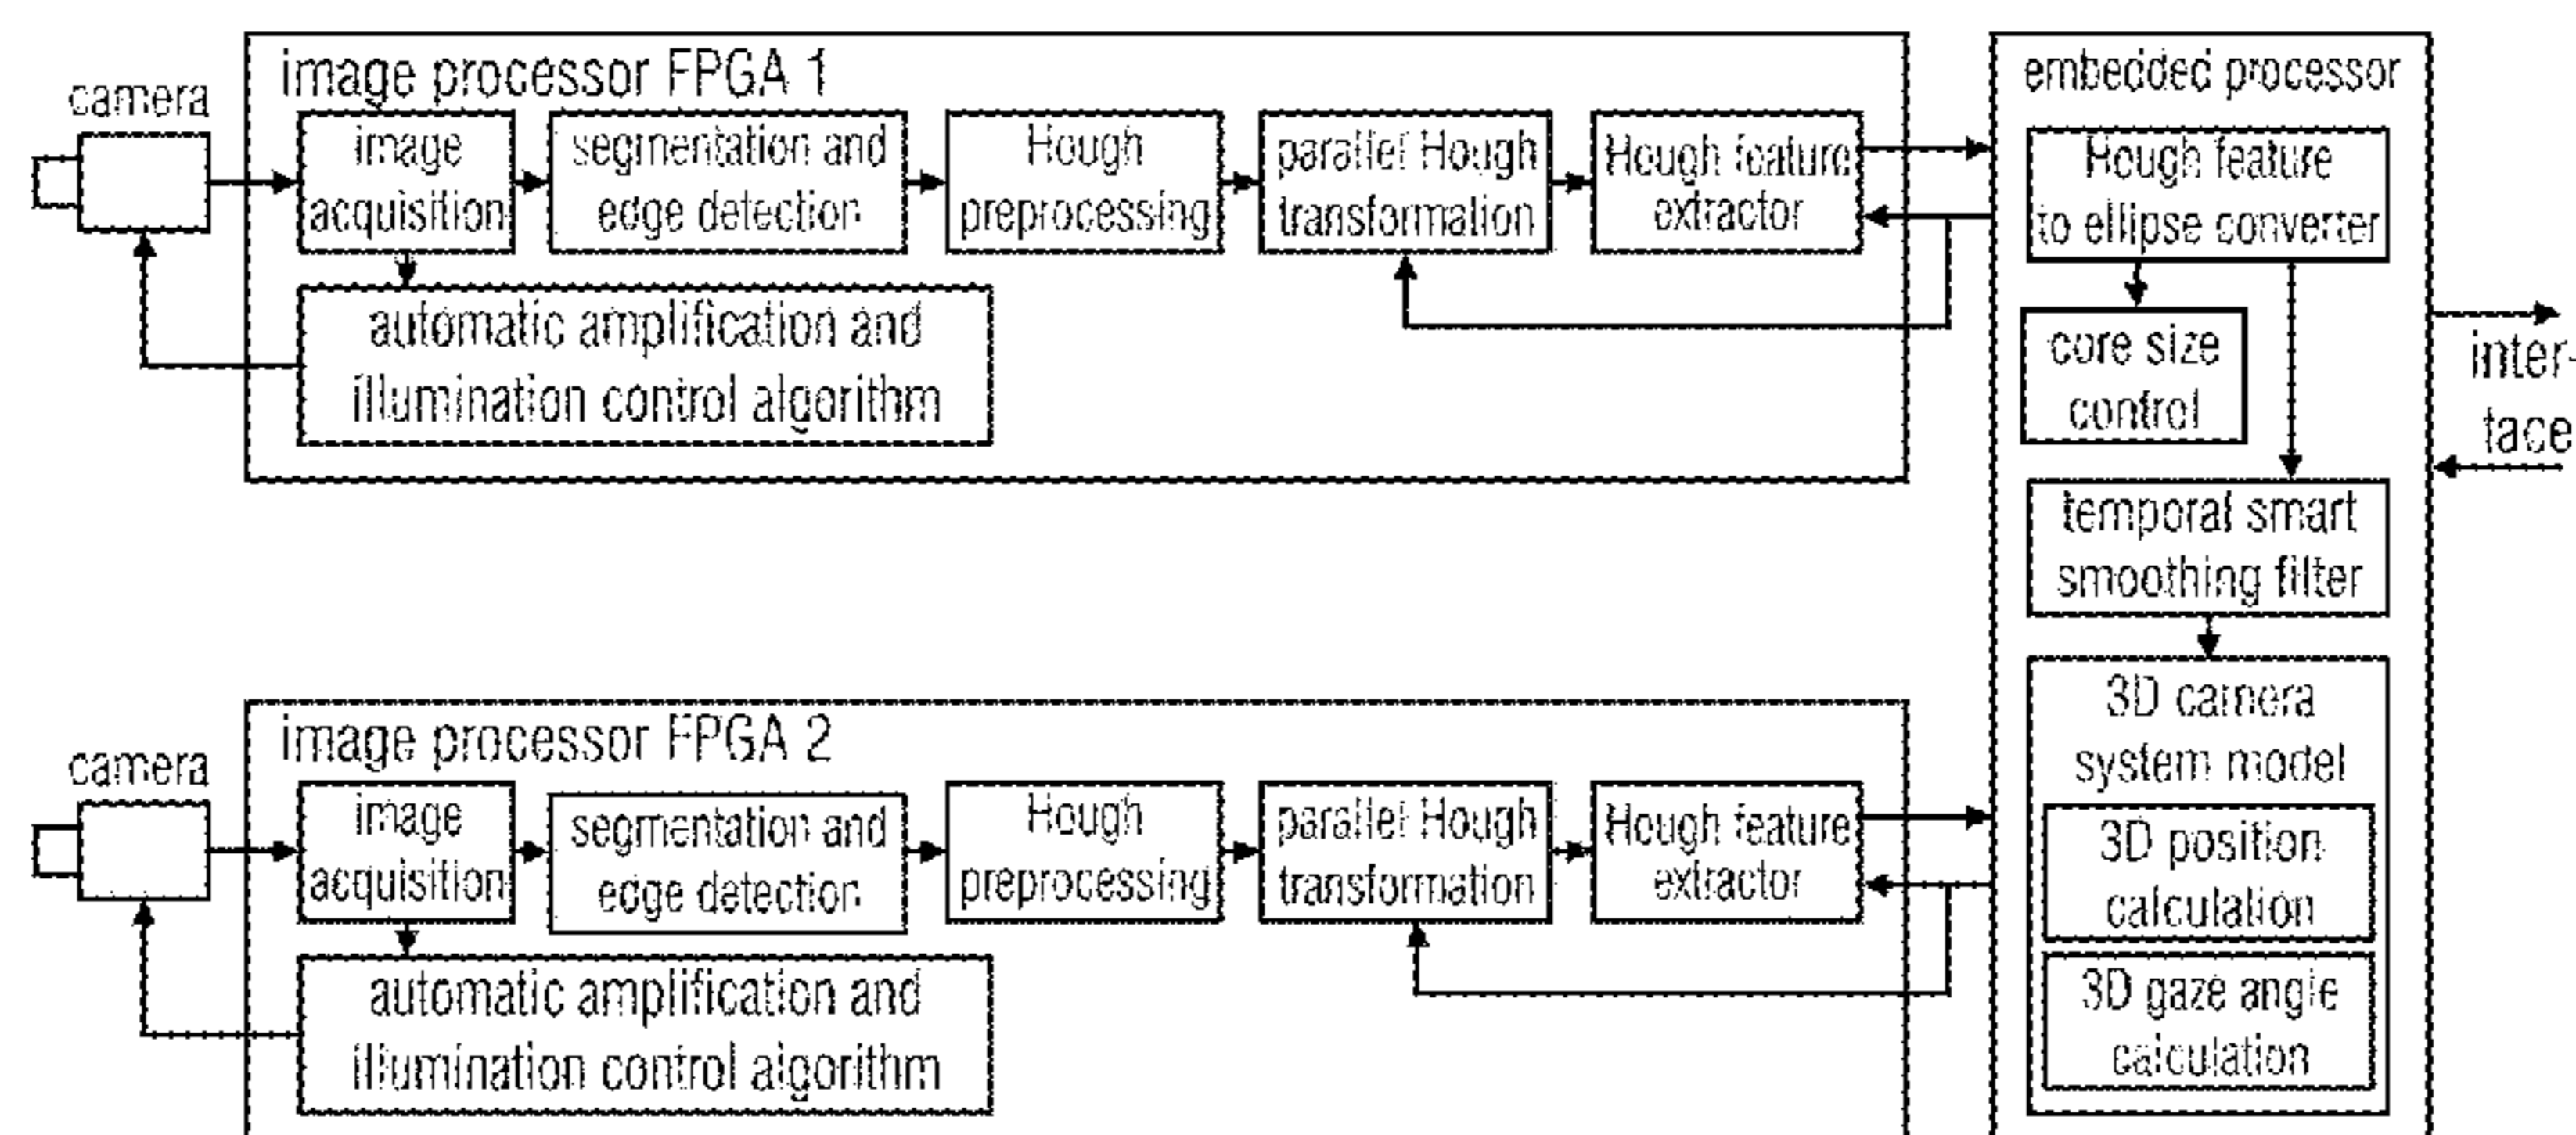 image processor FPGA 1
camera
image
acquisition
segmentation and
edge detection
Hough
preprocessing
parallel Hough
transformation
Hough feature
extractor
automatic amplification and
illumination control algorithm
image processor FPGA 2
camera
image
acquisition
segmentation and
edge detection
Hough
preprocessing
parallel Hough
transformation
Hough feature
extractor
automatic amplification and
illumination control algorithm
embedded processor
Hough feature
to ellipse converter
core size
control
temporal smart
smoothing filter
3D camera
system model
3D position
calculation
3D gaze angle
calculation
inter-
face